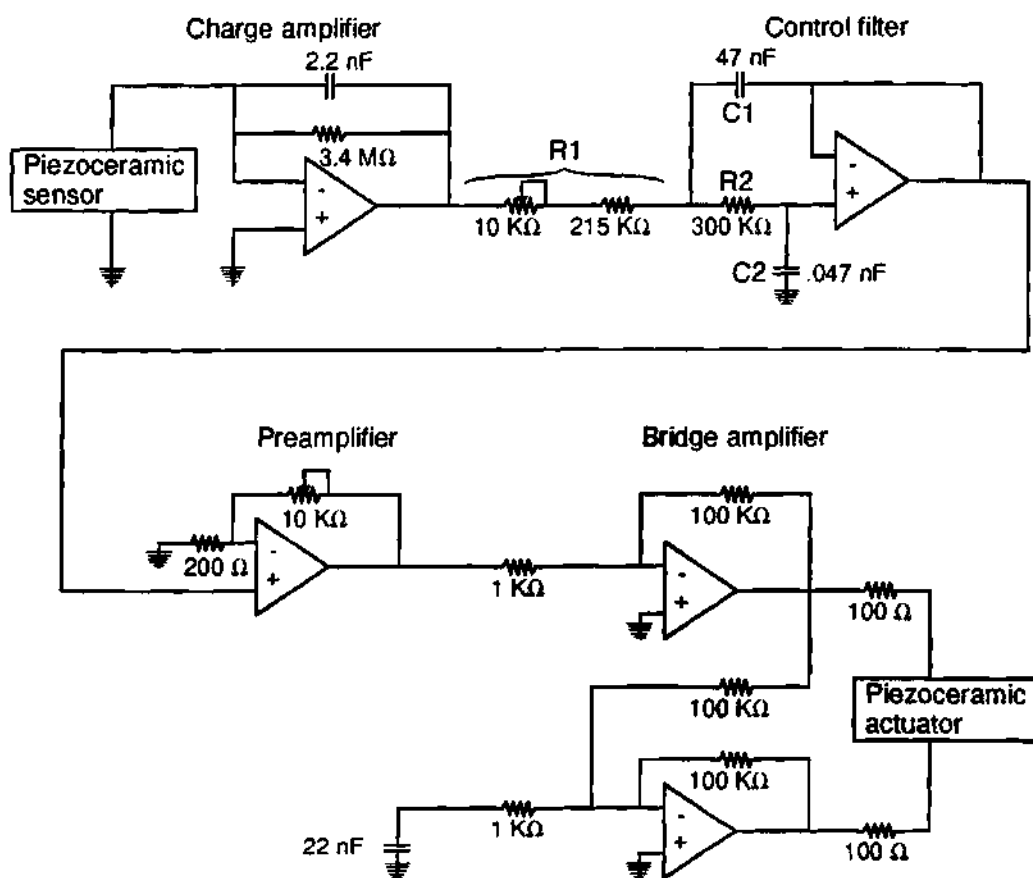 Charge amplifier
2.2 nF
3.4 MΩ
Piezoceramic
sensor
-
+
R1
10 KΩ
215 KΩ
Control filter
47 nF
C1
R2
300 KΩ
-
+
C2
.047 nF
Preamplifier
10 KΩ
200 Ω
-
+
Bridge amplifier
100 KΩ
1 KΩ
-
+
100 Ω
100 KΩ
Piezoceramic
actuator
100 KΩ
1 KΩ
22 nF
-
+
100 Ω